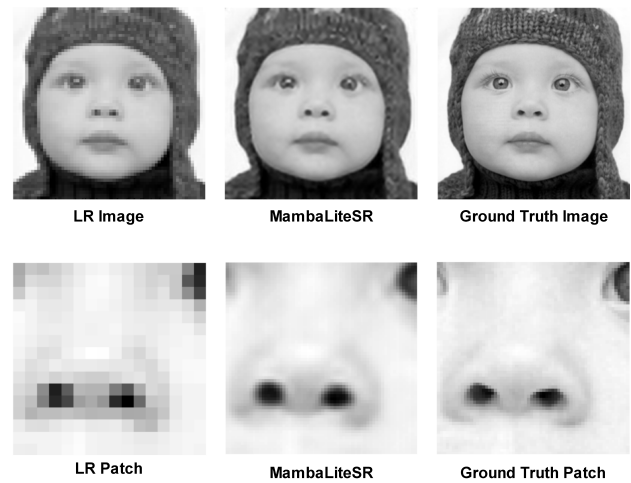 LR Image
MambaLiteSR
Ground Truth Image
LR Patch
MambaLiteSR
Ground Truth Patch